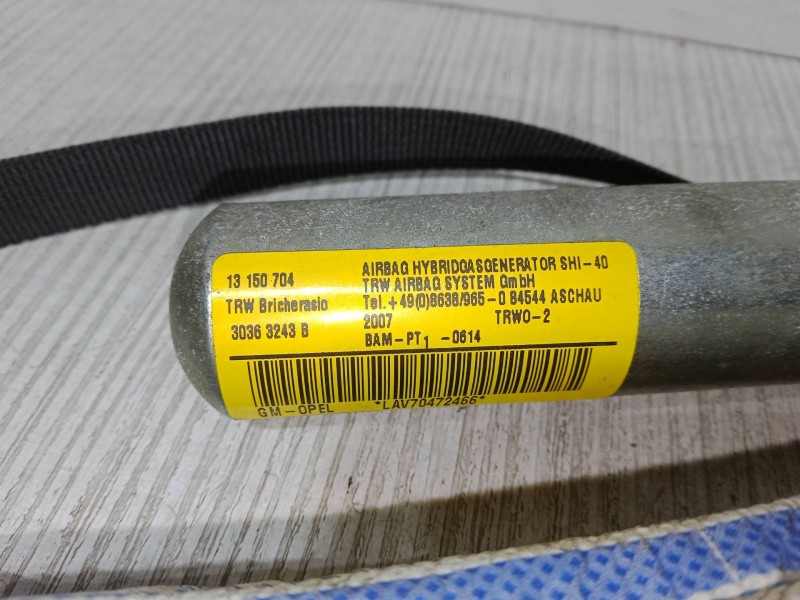 13 150 704
TRW Bricherasio
3036 3243 B
AIRBAG HYBRIDGASGENERATOR SHI-4D
TRW AIRBAG SYSTEM GmbH
Tel.+49(0)8638/965-0 84544 ASCHAU
2007 TRWO-2
BAM-PT1 -0614
GM-OPEL *LAV70472466*